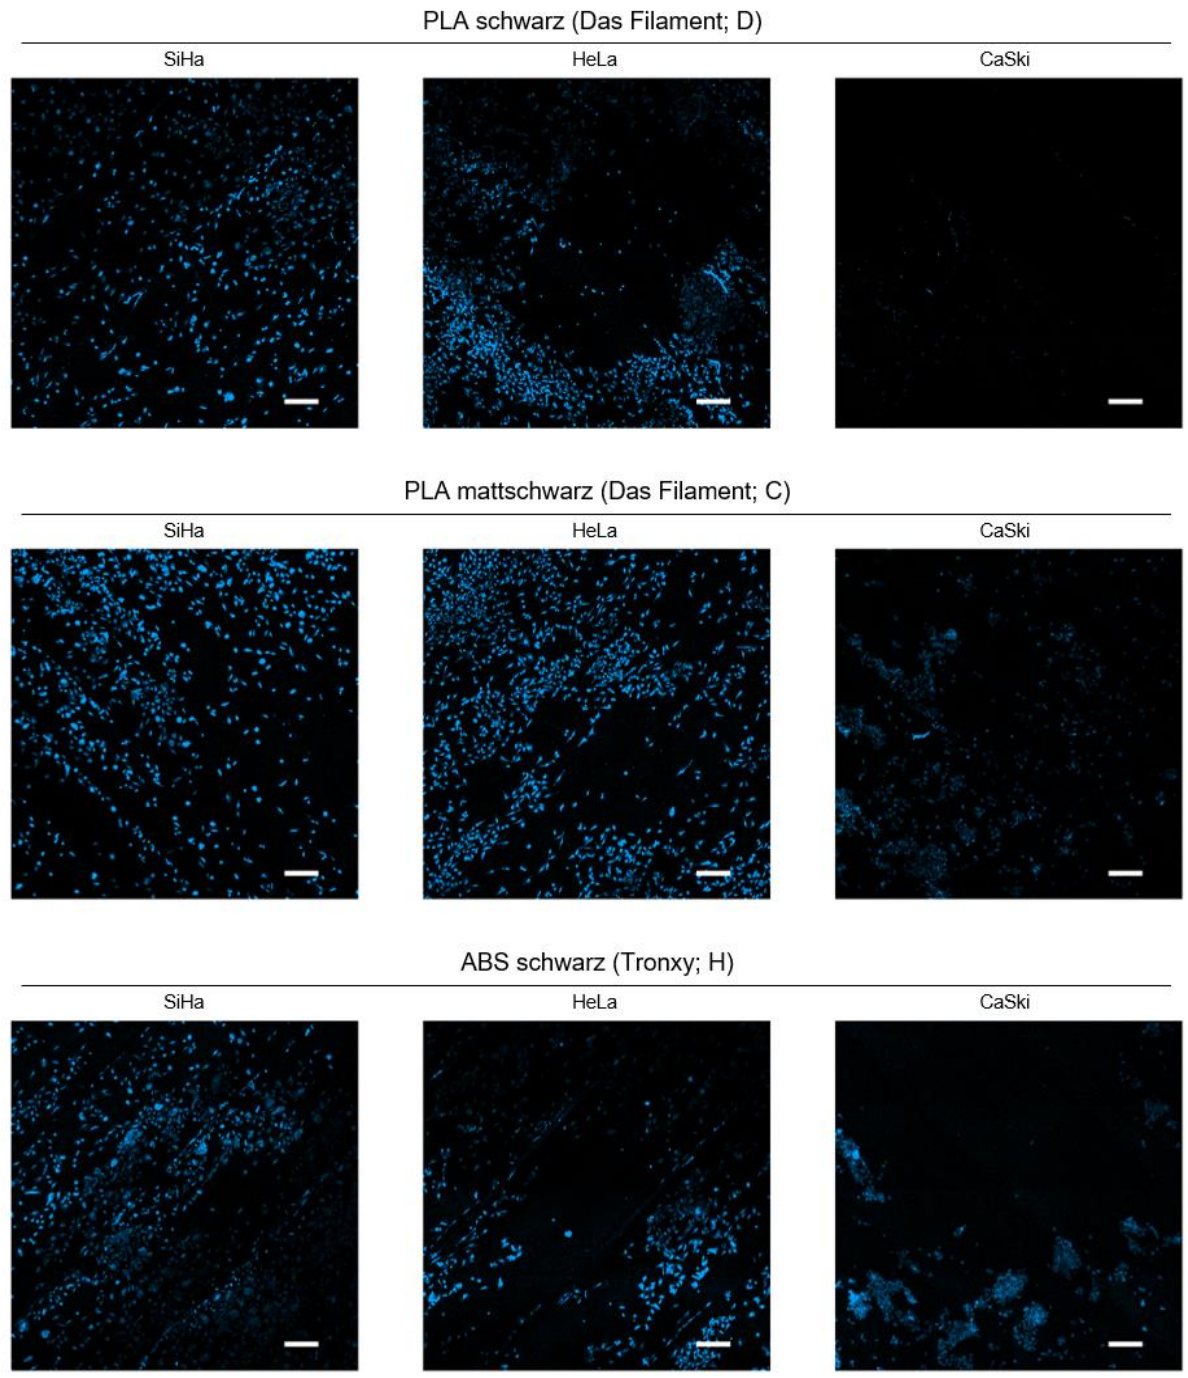 PLA schwarz (Das Filament; D)
SiHa HeLa CaSki
PLA mattschwarz (Das Filament; C)
SiHa HeLa CaSki
ABS schwarz (Tronxy; H)
SiHa HeLa CaSki